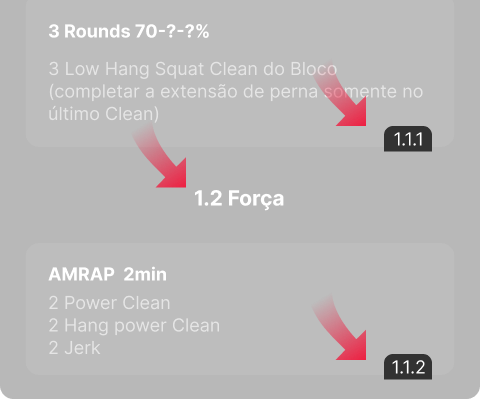 3 Rounds 70-?-?%
3 Low Hang Squat Clean do Bloco
(completar a extensão de perna somente no
último Clean)
1.1.1
1.2 Força
AMRAP 2min
2 Power Clean
2 Hang power Clean
2 Jerk
1.1.2